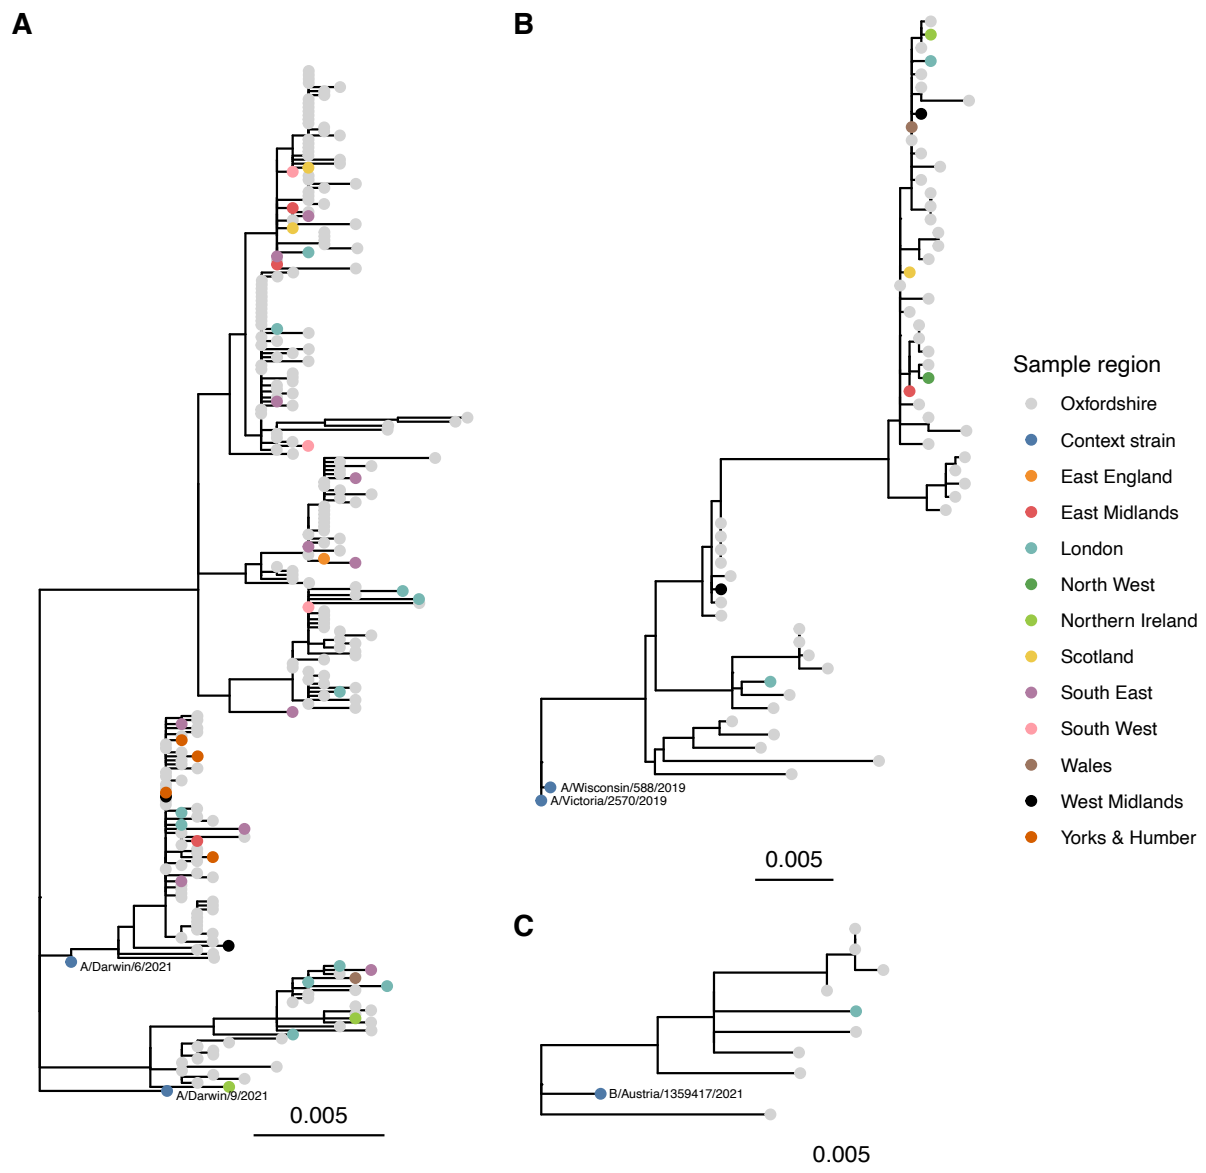 A
B
Sample region
Oxfordshire
Context strain
East England
East Midlands
London
North West
Northern Ireland
Scotland
South East
South West
Wales
West Midlands
Yorks & Humber
A/Wisconsin/588/2019
A/Victoria/2570/2019
0.005
C
A/Darwin/6/2021
A/Darwin/9/2021
0.005
B/Austria/1359417/2021
0.005